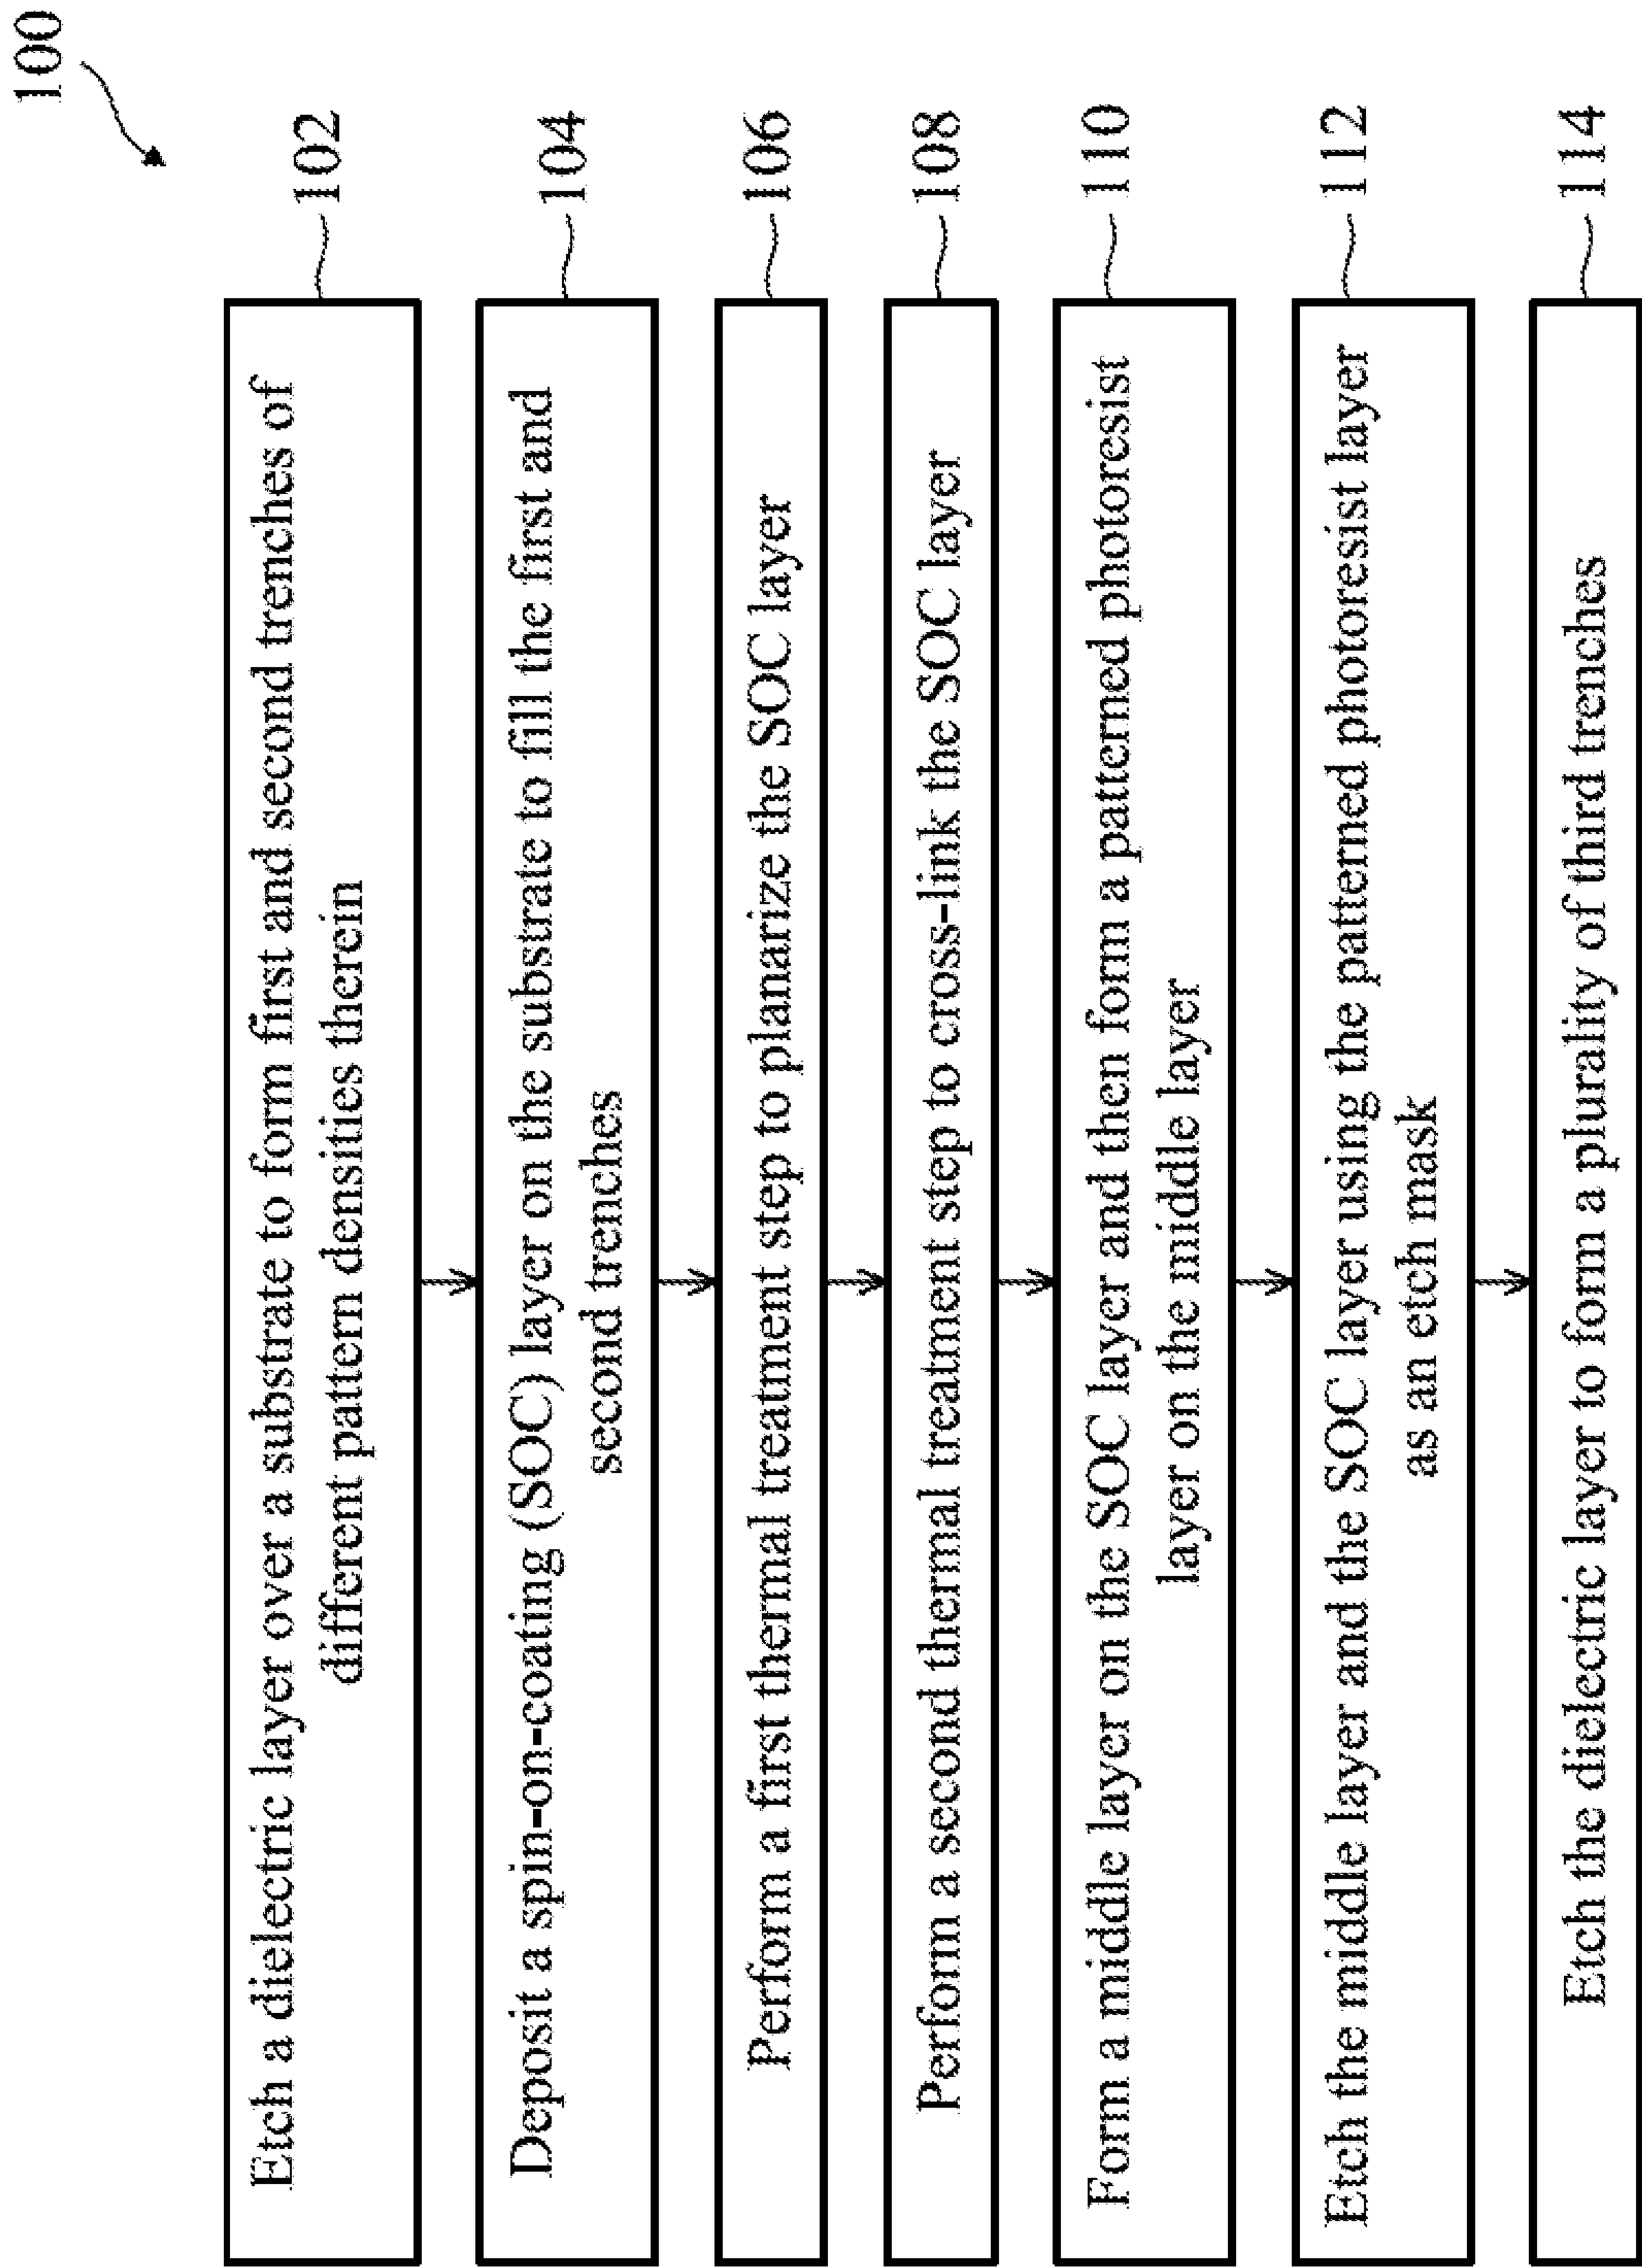 100
Etch a dielectric layer over a substrate to form first and second trenches of
different pattern densities therein
102
Deposit a spin-on-coating (SOC) layer on the substrate to fill the first and
second trenches
104
Perform a first thermal treatment step to planarize the SOC layer
106
Perform a second thermal treatment step to cross-link the SOC layer
108
Form a middle layer on the SOC layer and then form a patterned photoresist
layer on the middle layer
110
Etch the middle layer and the SOC layer using the patterned photoresist layer
as an etch mask
112
Etch the dielectric layer to form a plurality of third trenches
114